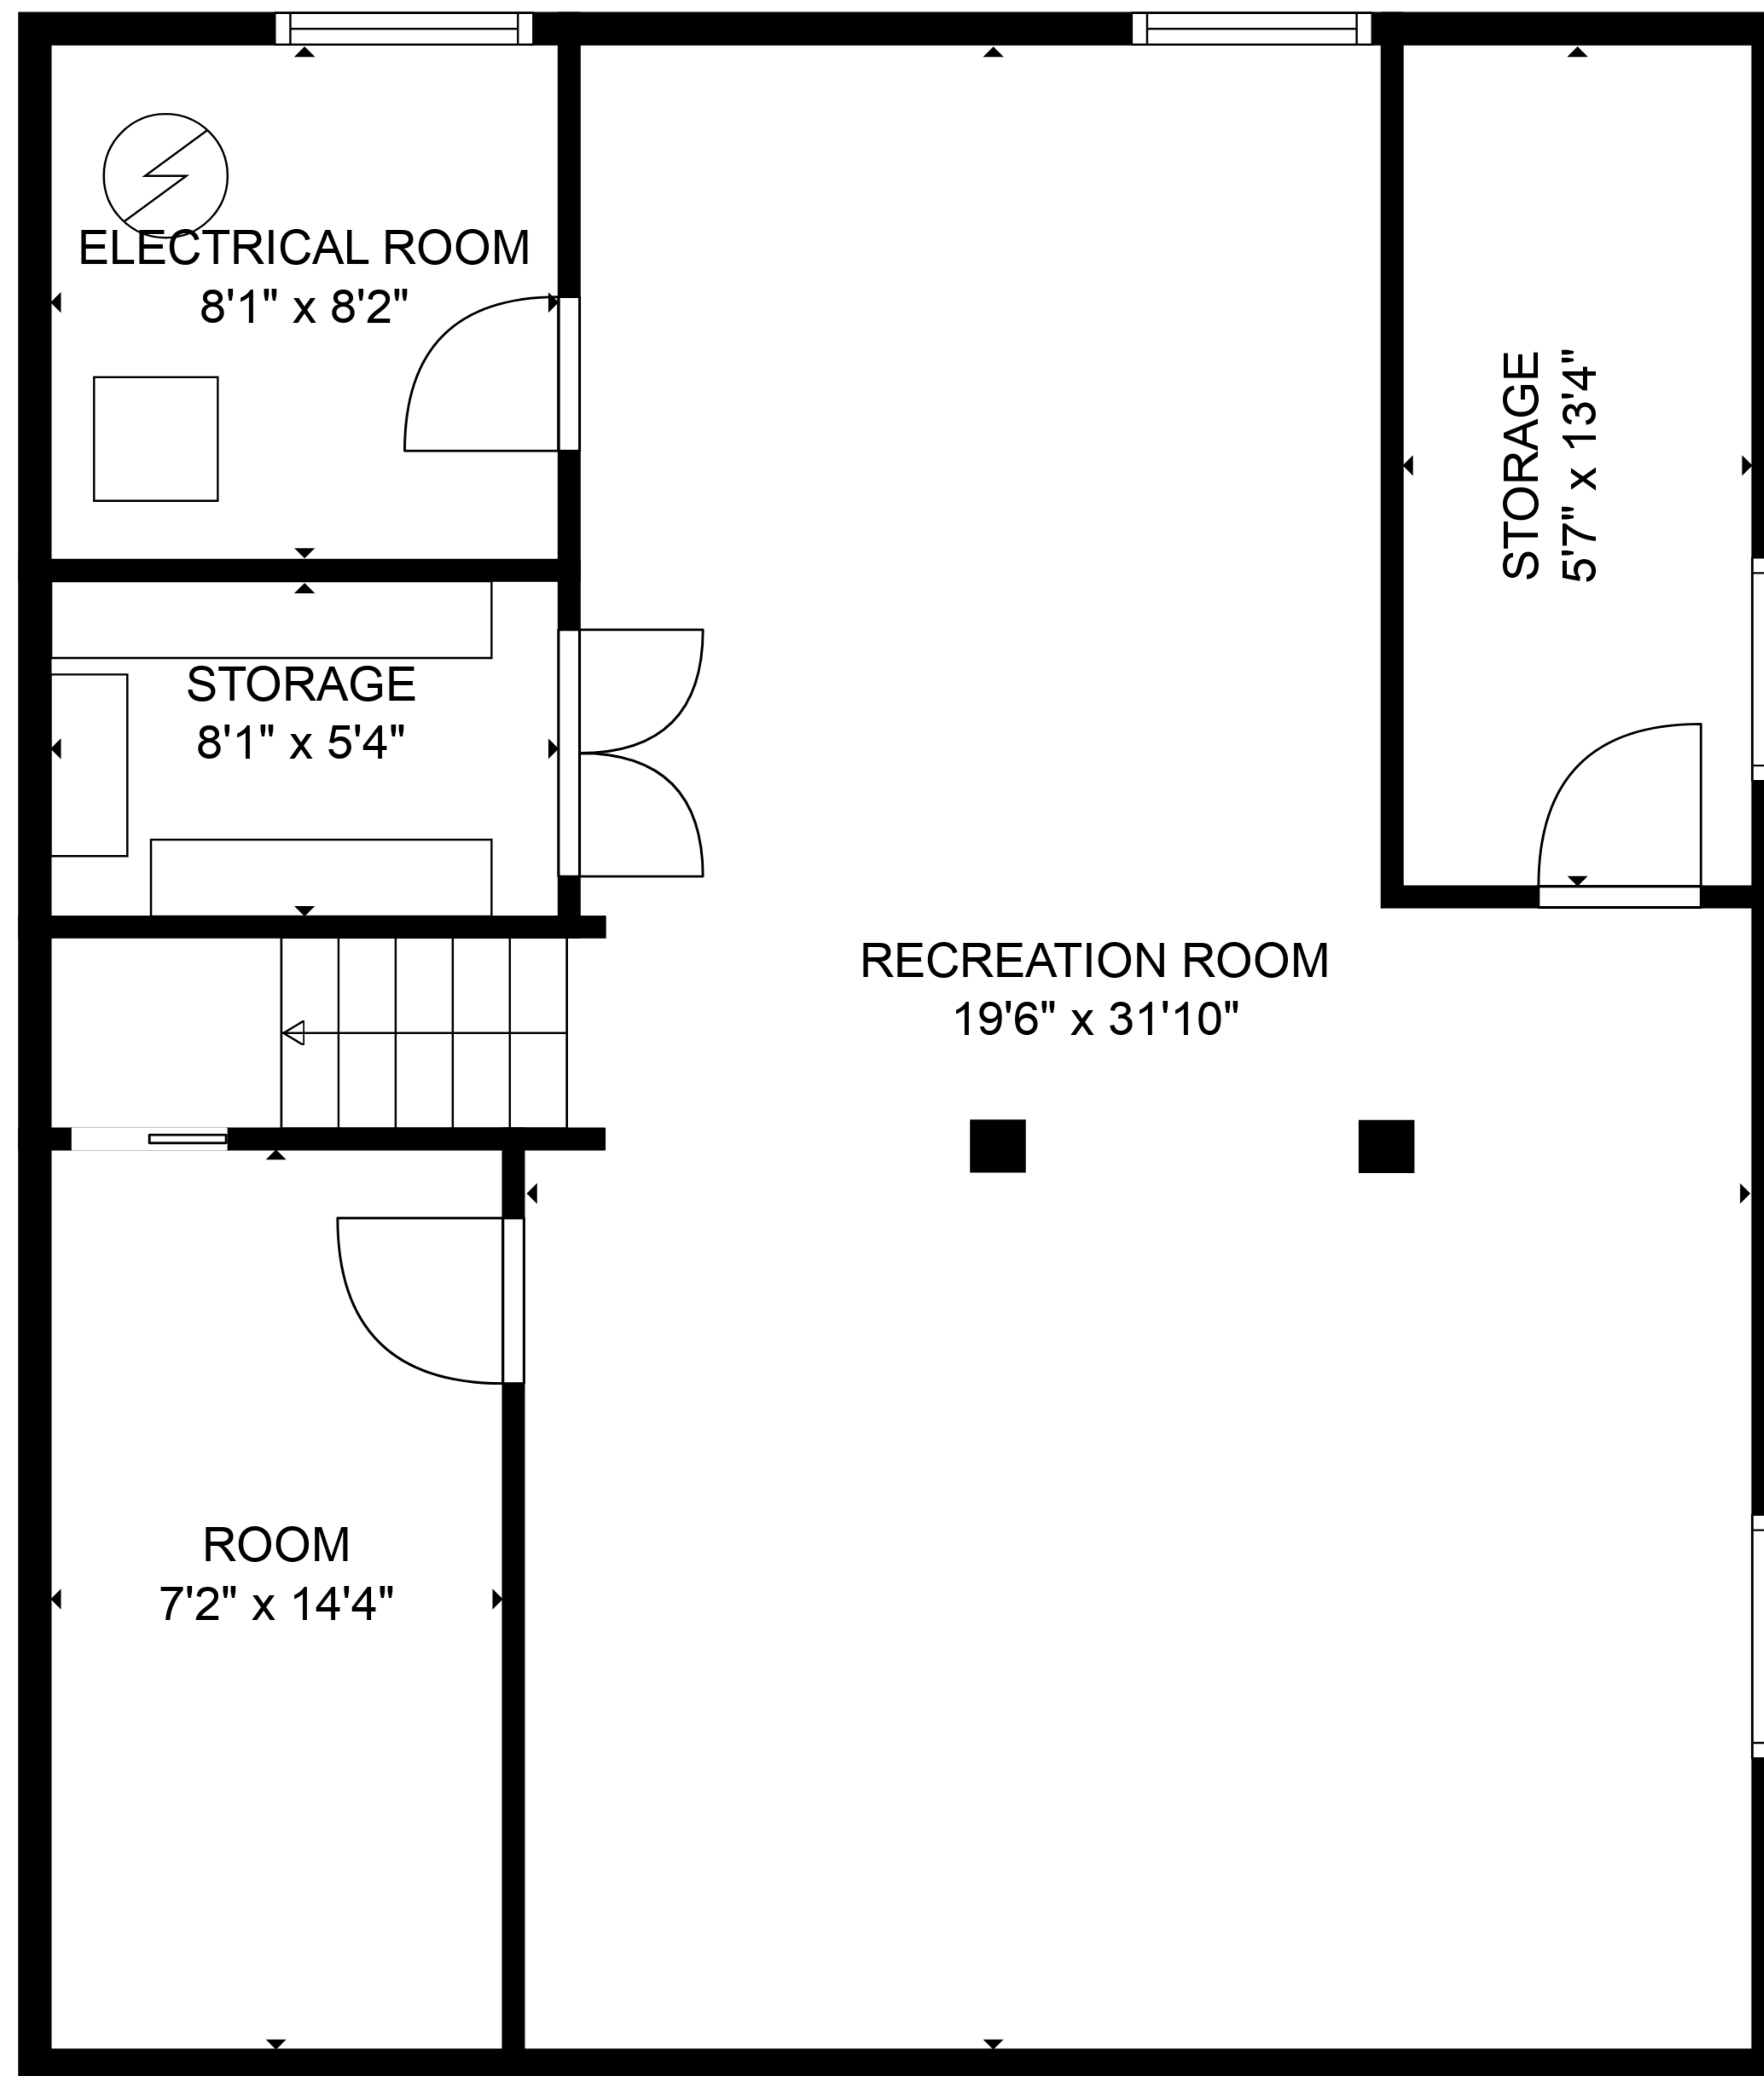 ELECTRICAL ROOM
8'1" x 8'2"
STORAGE
5'7" x 13'4"
STORAGE
8'1" x 5'4"
RECREATION ROOM
19'6" x 31'10"
ROOM
7'2" x 14'4"